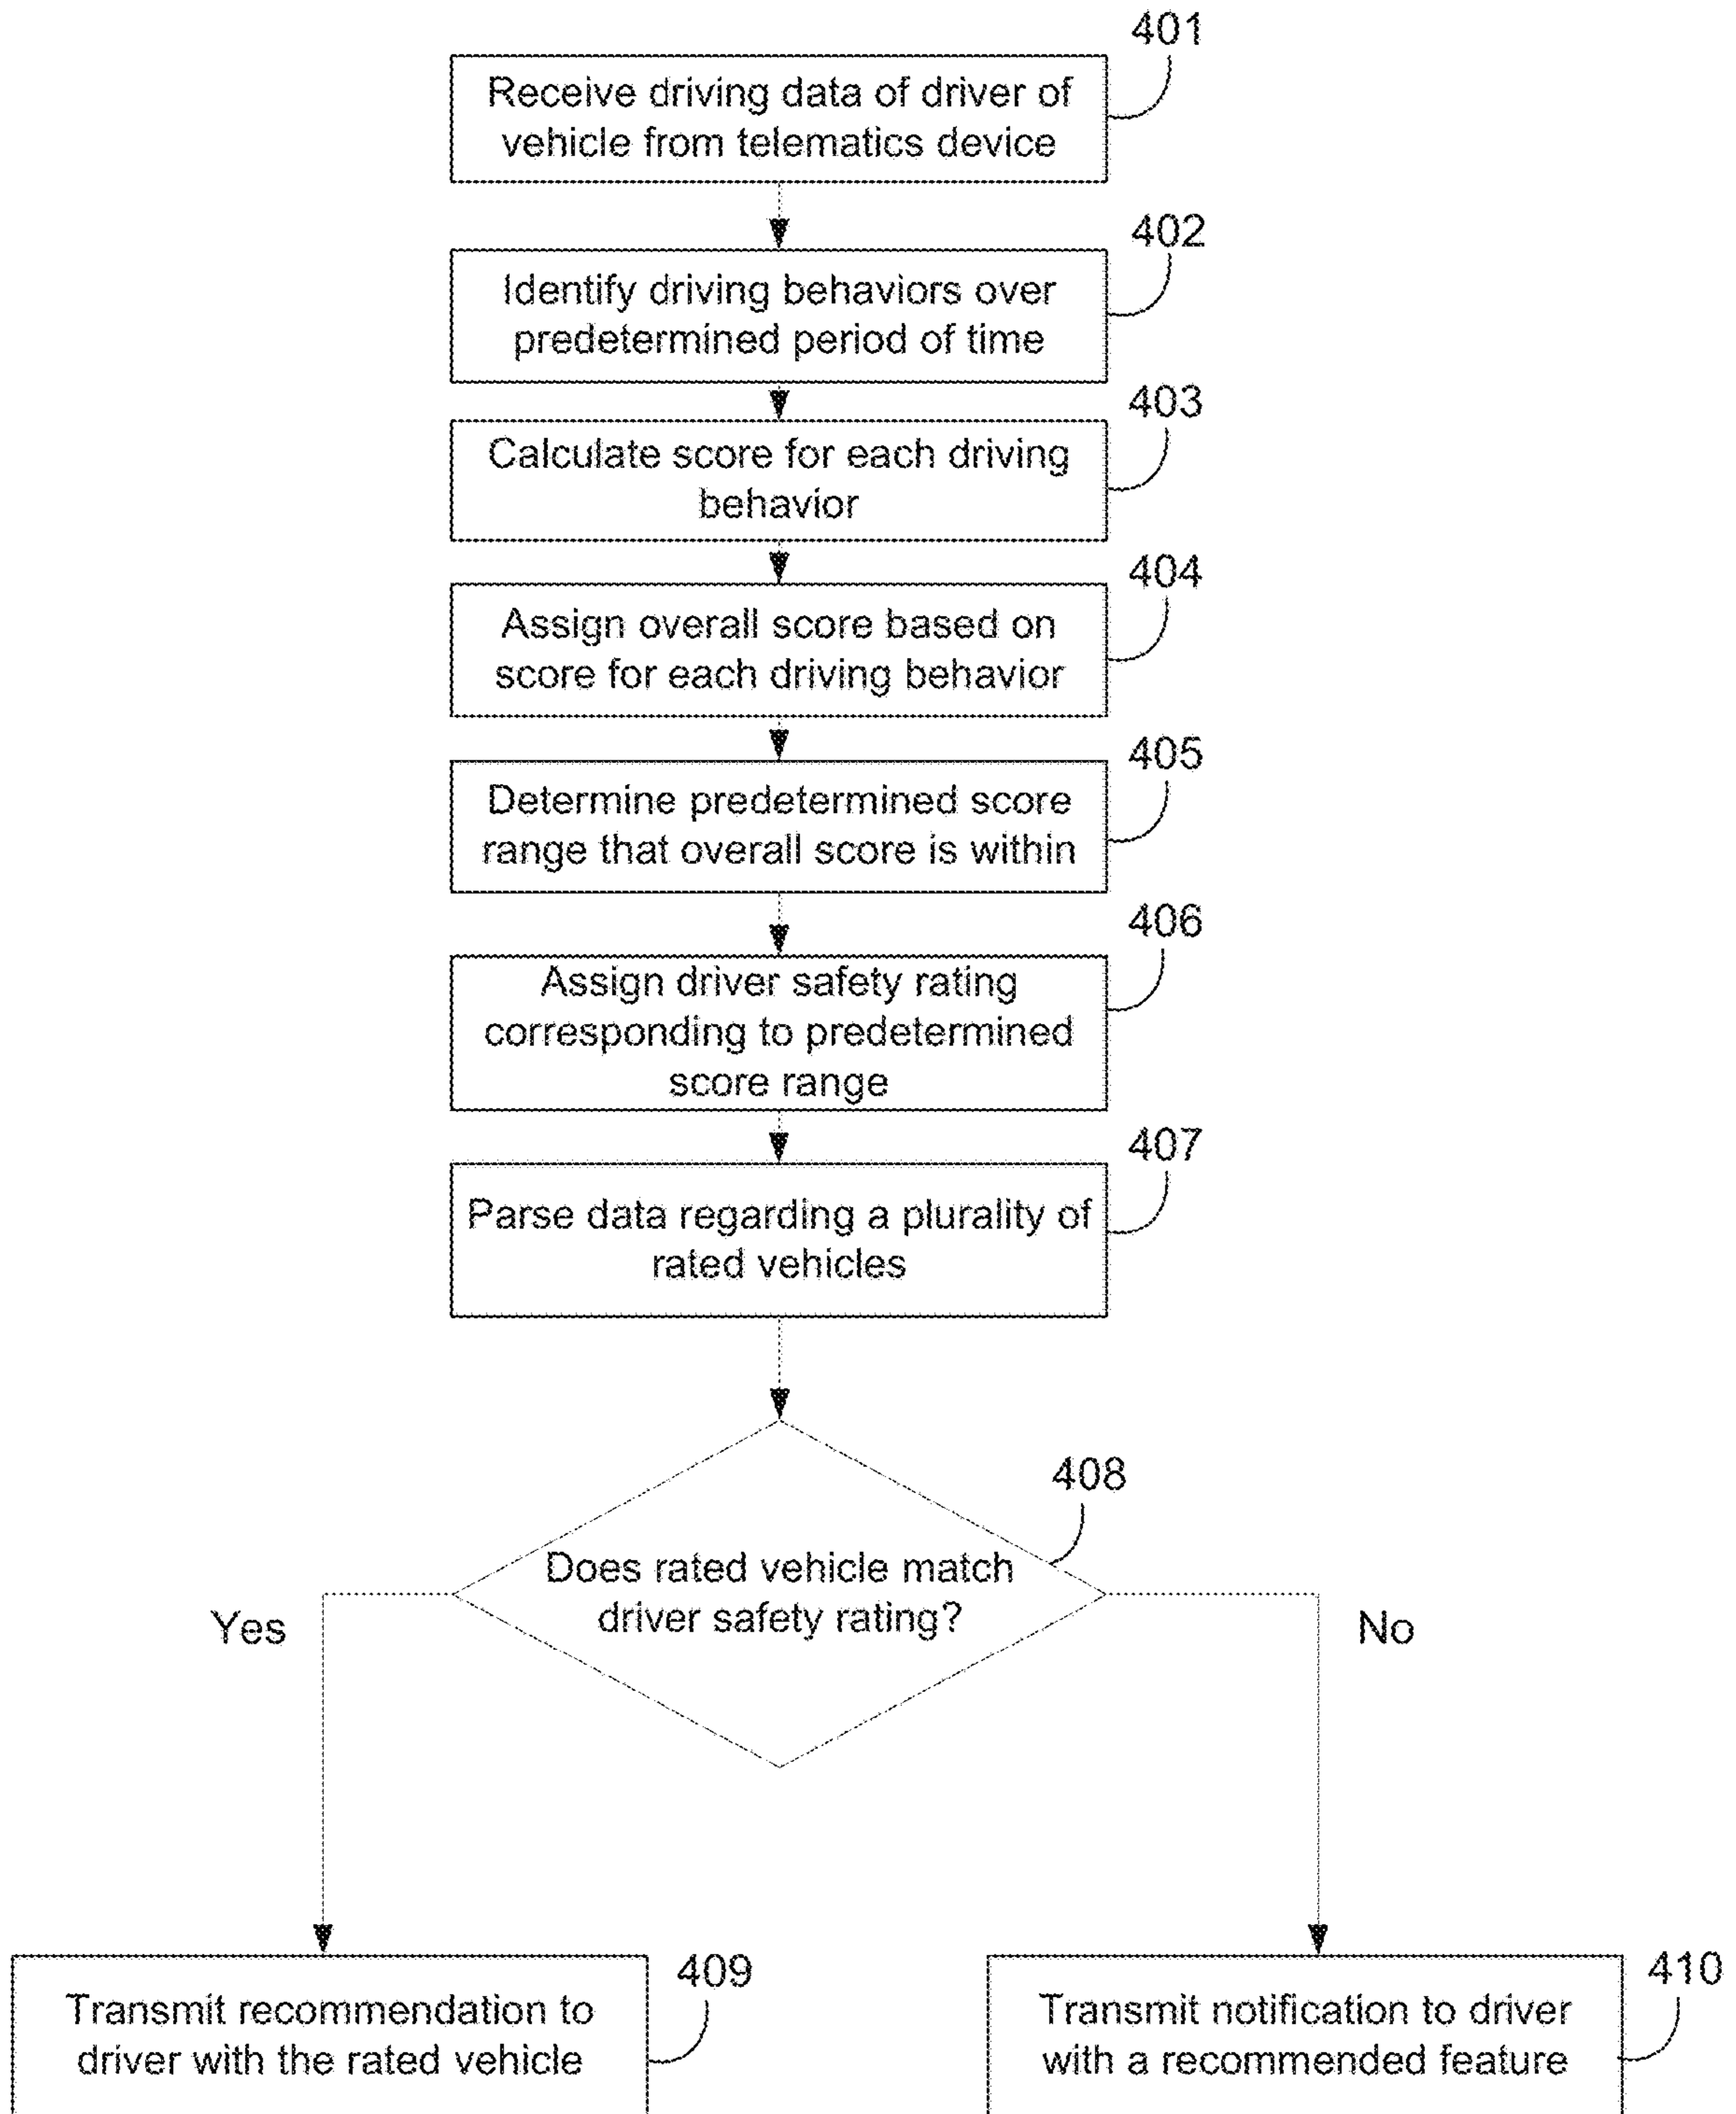 401
Receive driving data of driver of
vehicle from telematics device
402
Identify driving behaviors over
predetermined period of time
403
Calculate score for each driving
behavior
404
Assign overall score based on
score for each driving behavior
405
Determine predetermined score
range that overall score is within
406
Assign driver safety rating
corresponding to predetermined
score range
407
Parse data regarding a plurality of
rated vehicles
408
Does rated vehicle match
driver safety rating?
Yes
No
409
Transmit recommendation to
driver with the rated vehicle
410
Transmit notification to driver
with a recommended feature